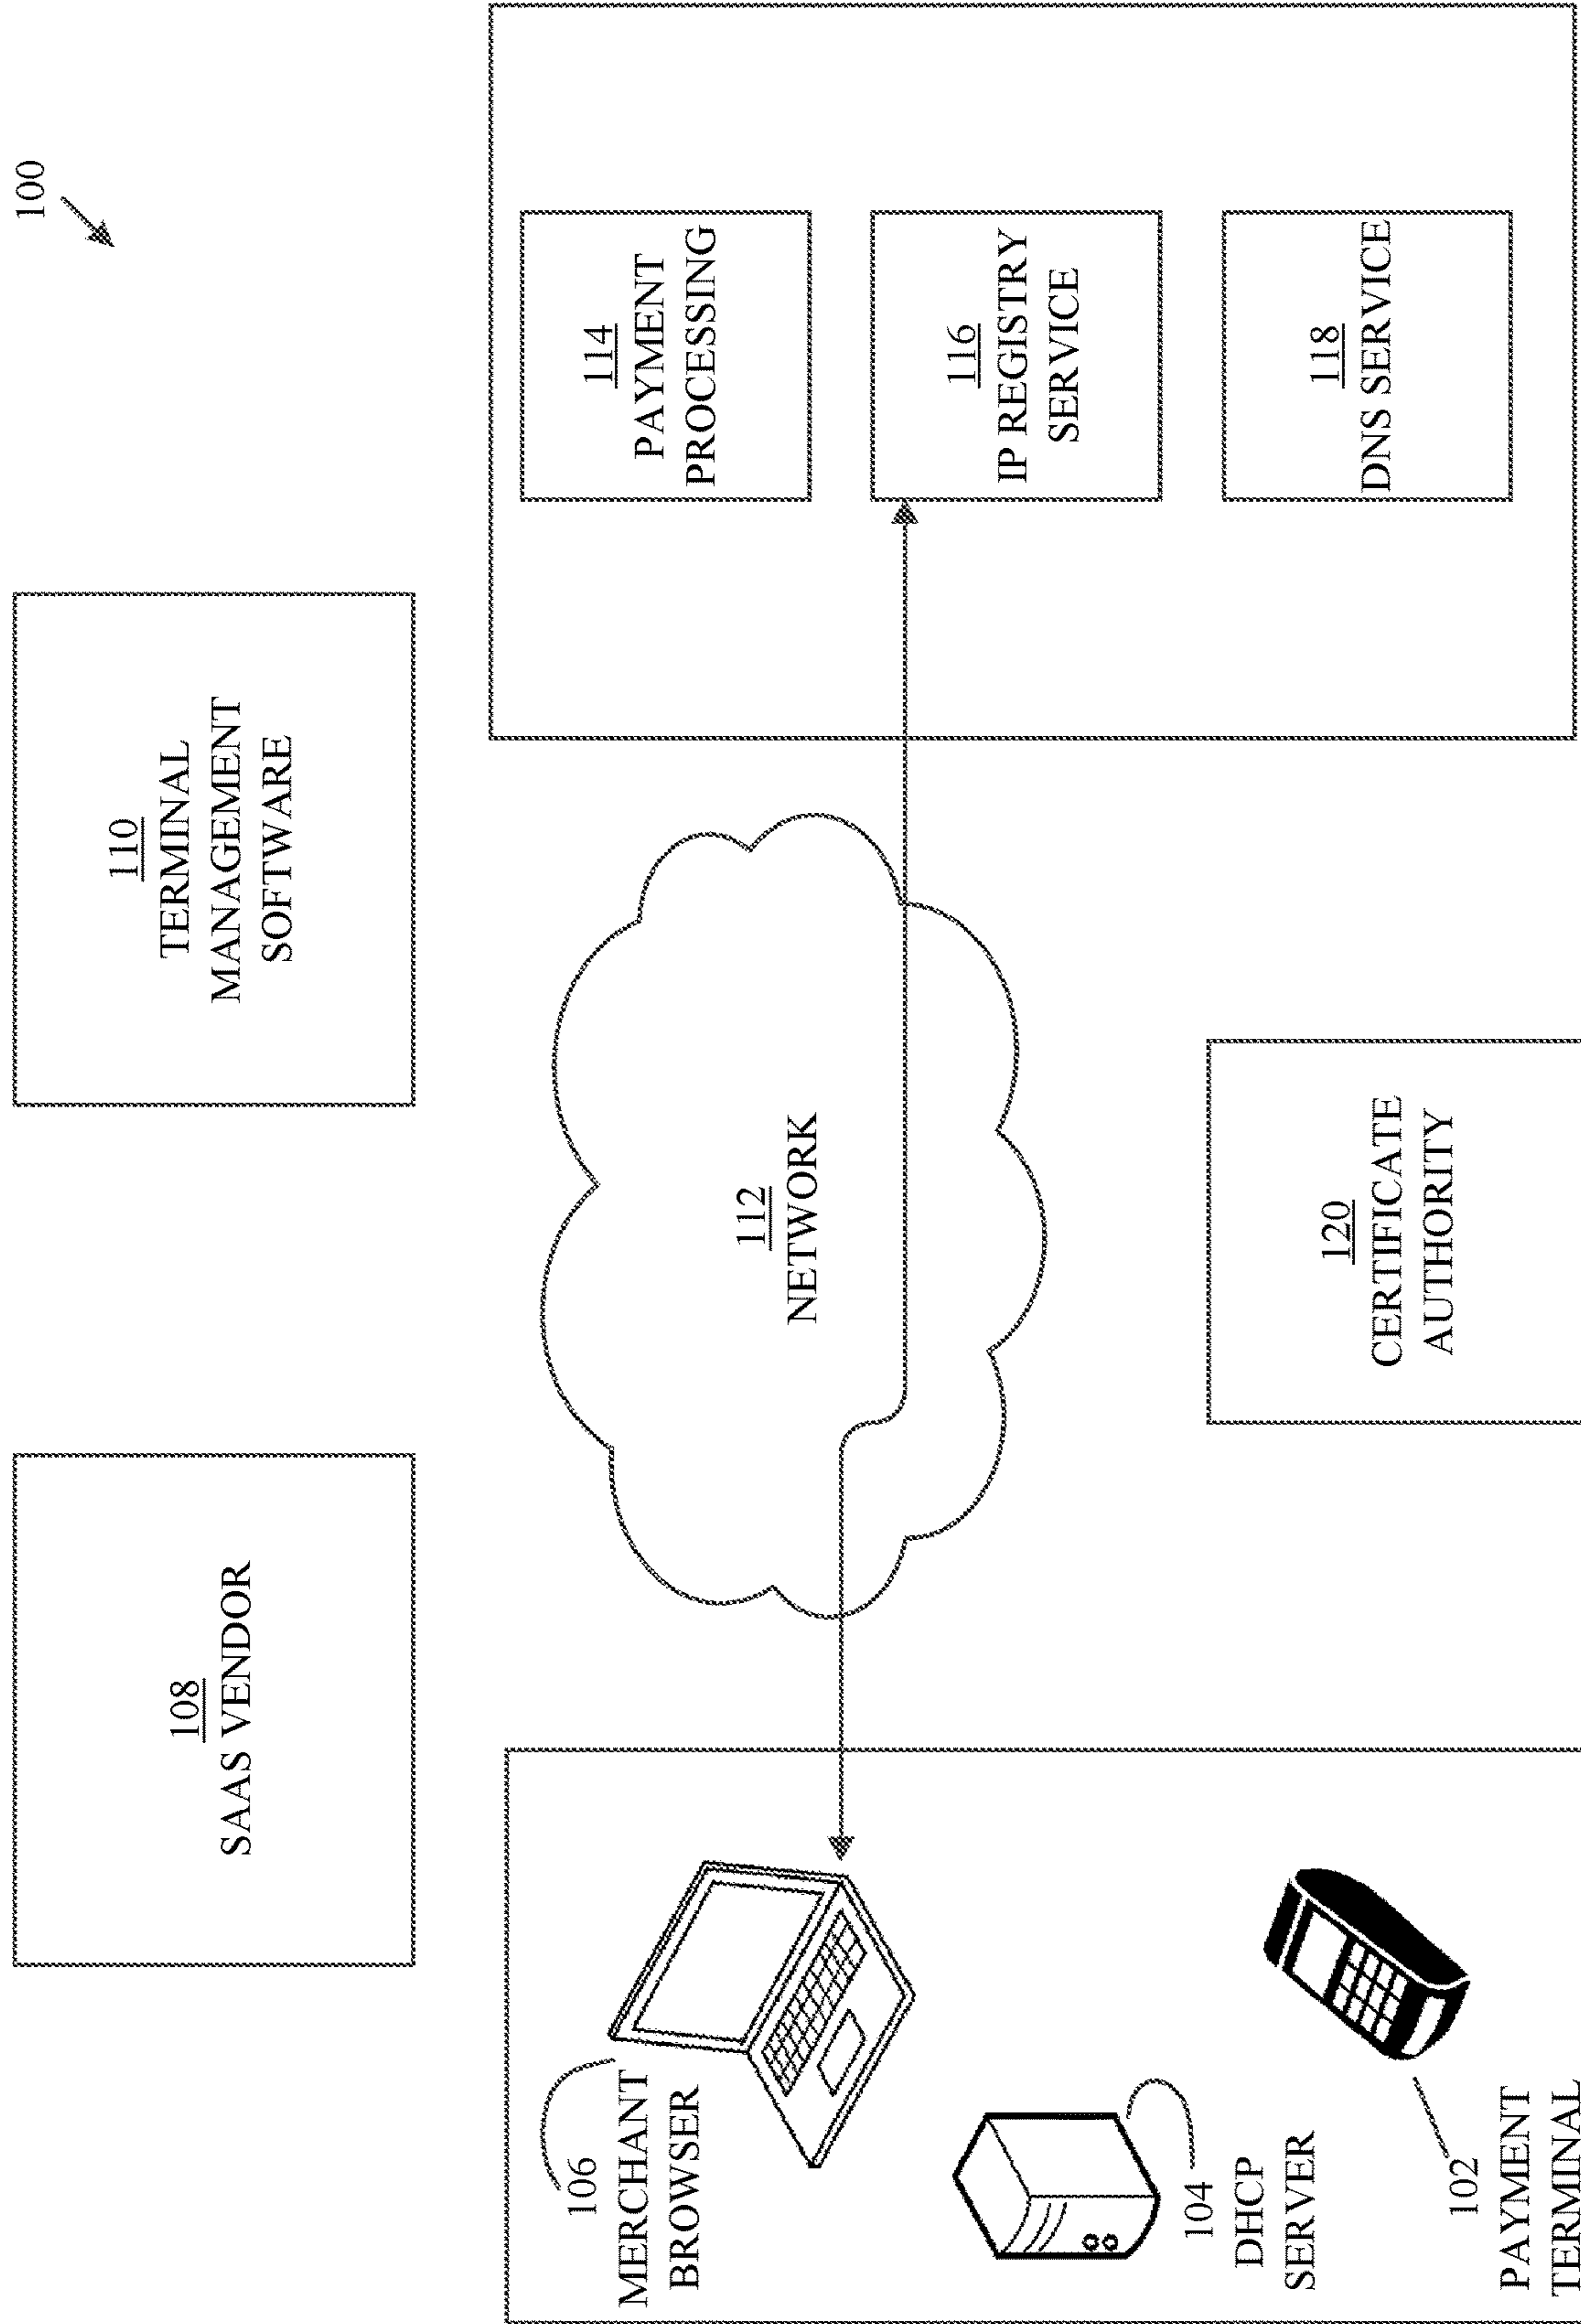 100
108
SAAS VENDOR
110
TERMINAL
MANAGEMENT
SOFTWARE
106
MERCHANT
BROWSER
104
DHCP
SERVER
102
PAYMENT
TERMINAL
112
NETWORK
120
CERTIFICATE
AUTHORITY
114
PAYMENT
PROCESSING
116
IP REGISTRY
SERVICE
118
DNS SERVICE